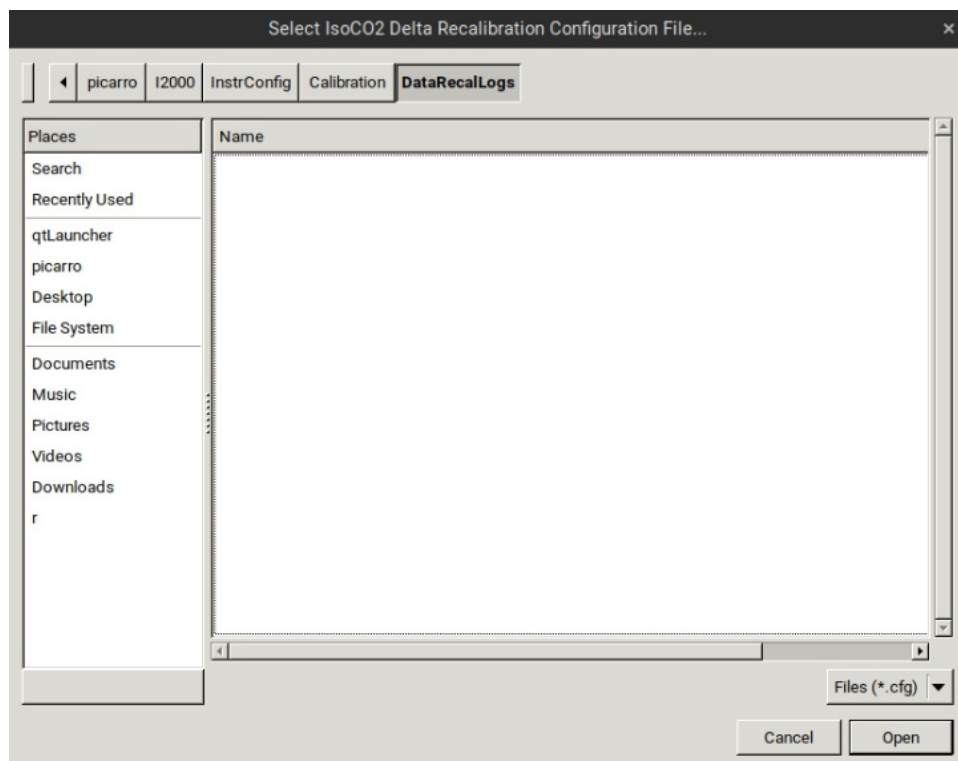 Select IsoCO2 Delta Recalibration Configuration File...
picarro I2000 InstrConfig Calibration DataRecalLogs
Places
Name
Search
Recently Used
qtLauncher
picarro
Desktop
File System
Documents
Music
Pictures
Videos
Downloads
r
Files (*.cfg)
Cancel Open